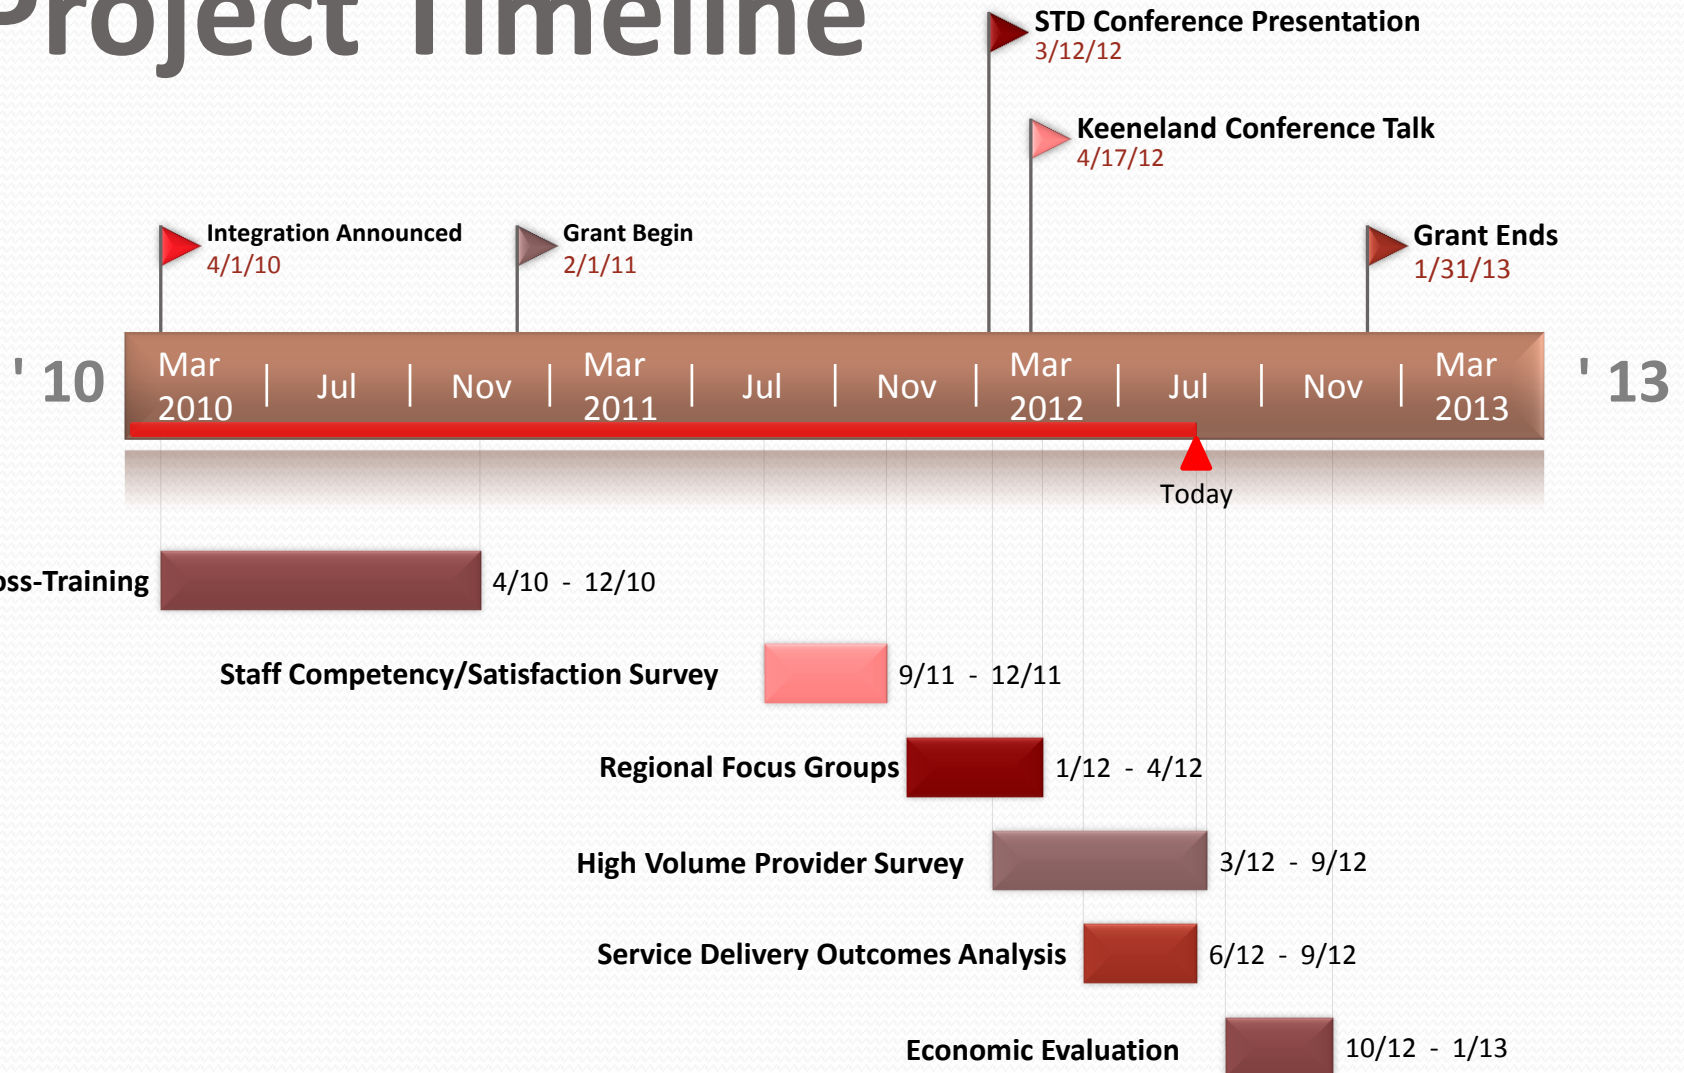 Project Timeline
STD Conference Presentation
3/12/12
Keeneland Conference Talk
4/17/12
Integration Announced
4/1/10
Grant Begin
2/1/11
Grant Ends
1/31/13
' 10
Mar
2010
Jul
Nov
Mar
2011
Jul
Nov
Mar
2012
Jul
Nov
Mar
2013
' 13
Today
oss-Training
4/10 - 12/10
Staff Competency/Satisfaction Survey
9/11 - 12/11
Regional Focus Groups
1/12 - 4/12
High Volume Provider Survey
3/12 - 9/12
Service Delivery Outcomes Analysis
6/12 - 9/12
Economic Evaluation
10/12 - 1/13